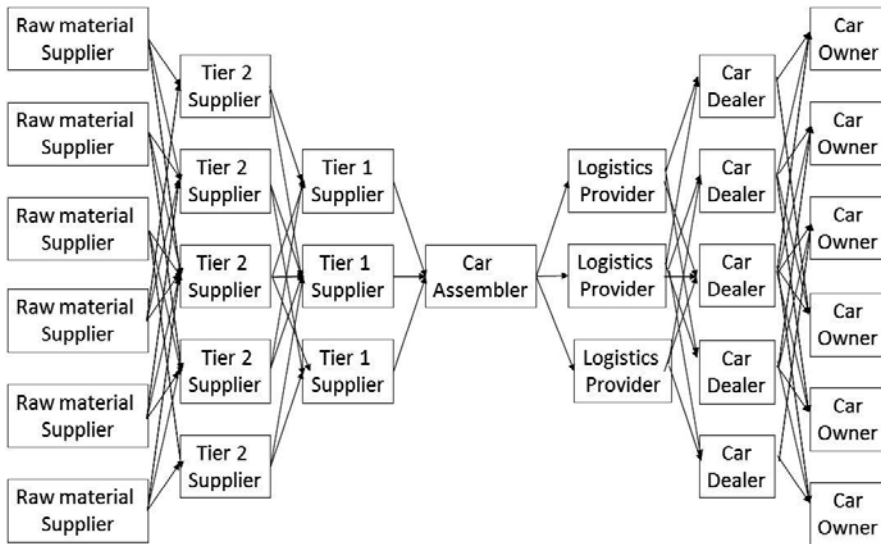 Raw material
Supplier
Raw material
Supplier
Raw material
Supplier
Raw material
Supplier
Raw material
Supplier
Raw material
Supplier
Tier 2
Supplier
Tier 2
Supplier
Tier 2
Supplier
Tier 2
Supplier
Tier 2
Supplier
Tier 1
Supplier
Tier 1
Supplier
Tier 1
Supplier
Car
Assembler
Logistics
Provider
Logistics
Provider
Logistics
Provider
Car
Dealer
Car
Dealer
Car
Dealer
Car
Dealer
Car
Dealer
Car
Owner
Car
Owner
Car
Owner
Car
Owner
Car
Owner
Car
Owner